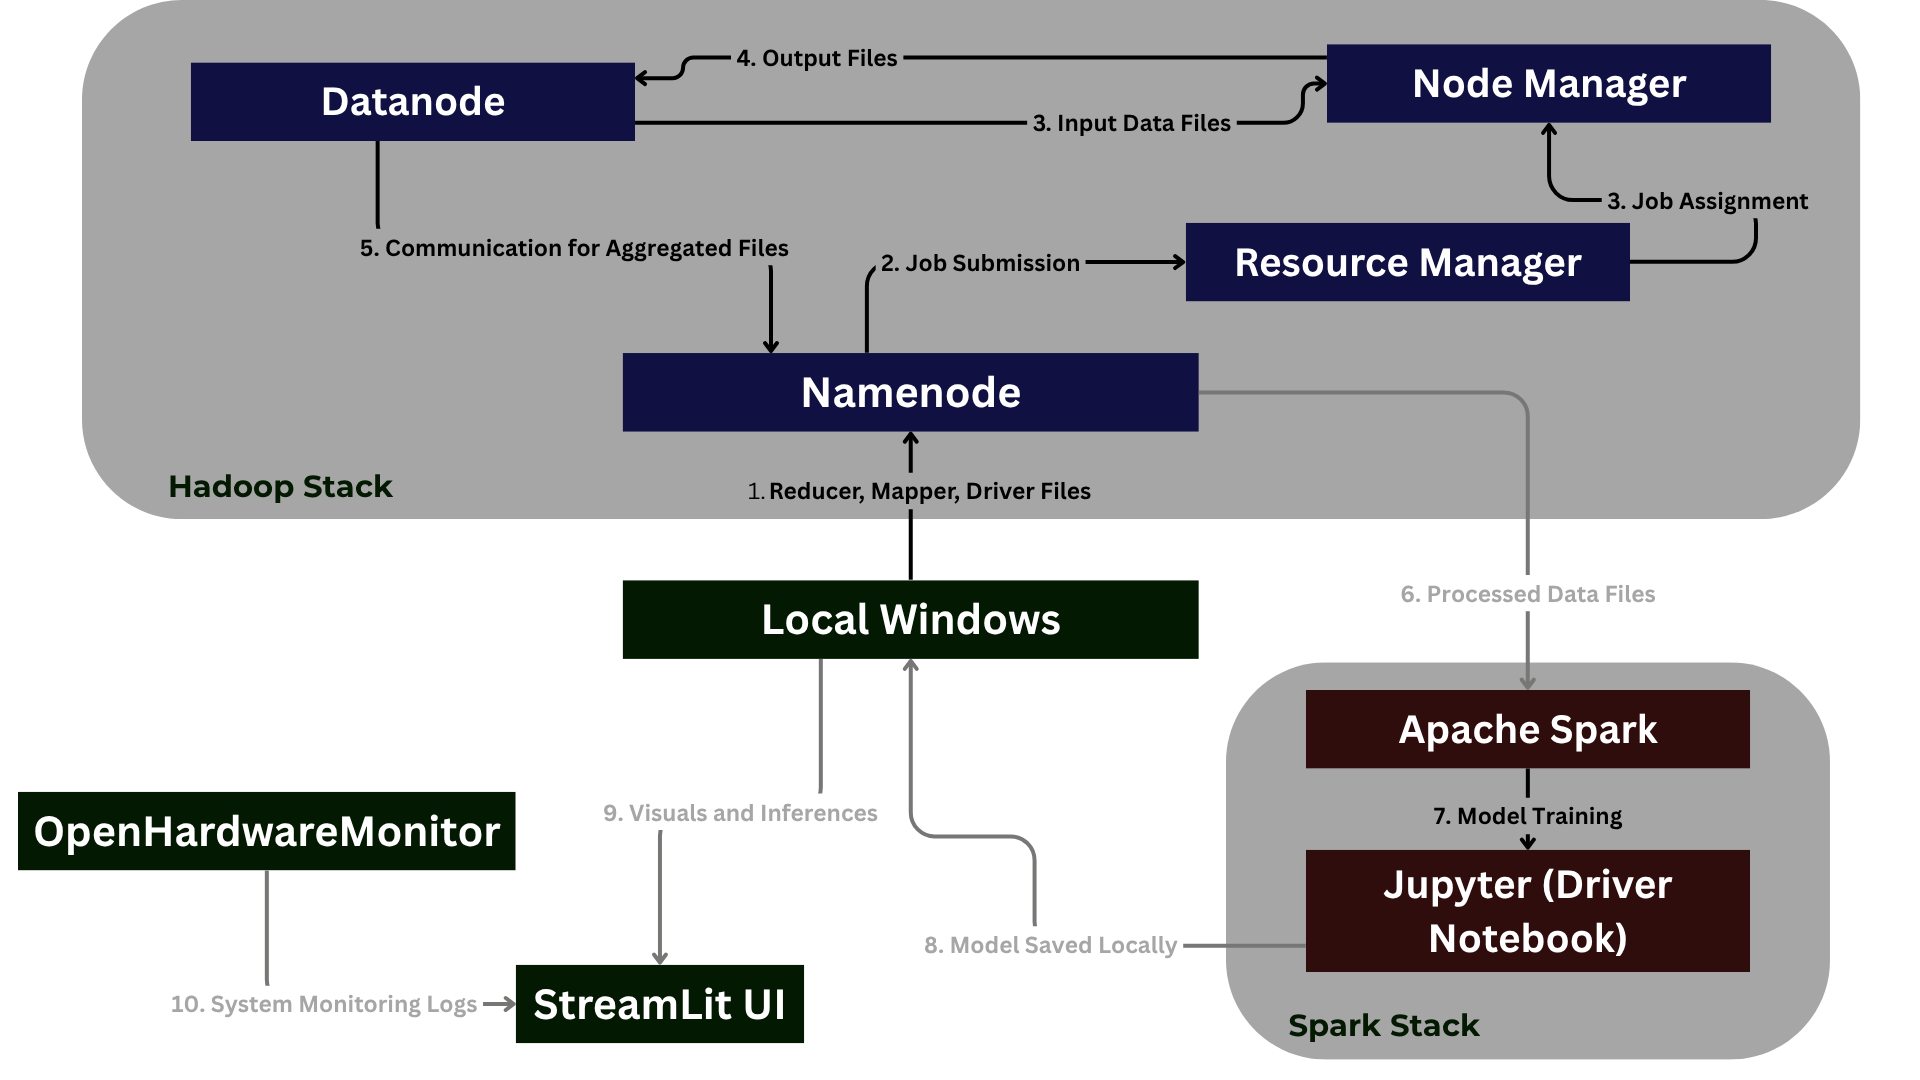 4. Output Files
Datanode
Node Manager
3. Input Data Files
3. Job Assignment
5. Communication for Aggregated Files
2. Job Submission
Resource Manager
Namenode
Hadoop Stack
1. Reducer, Mapper, Driver Files
6. Processed Data Files
Local Windows
Apache Spark
9. Visuals and Inferences
7. Model Training
OpenHardwareMonitor
Jupyter (Driver
Notebook)
8. Model Saved Locally
10. System Monitoring Logs
StreamLit UI
Spark Stack